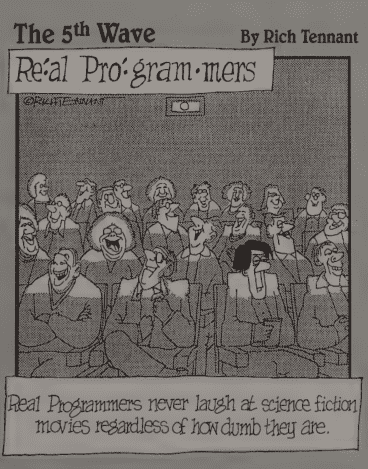 The 5th Wave
By Rich Tennant
Re·al Pro·gram·mers
©RICHTENNANT
Real Programmers never laugh at science fiction
movies regardless of how dumb they are.